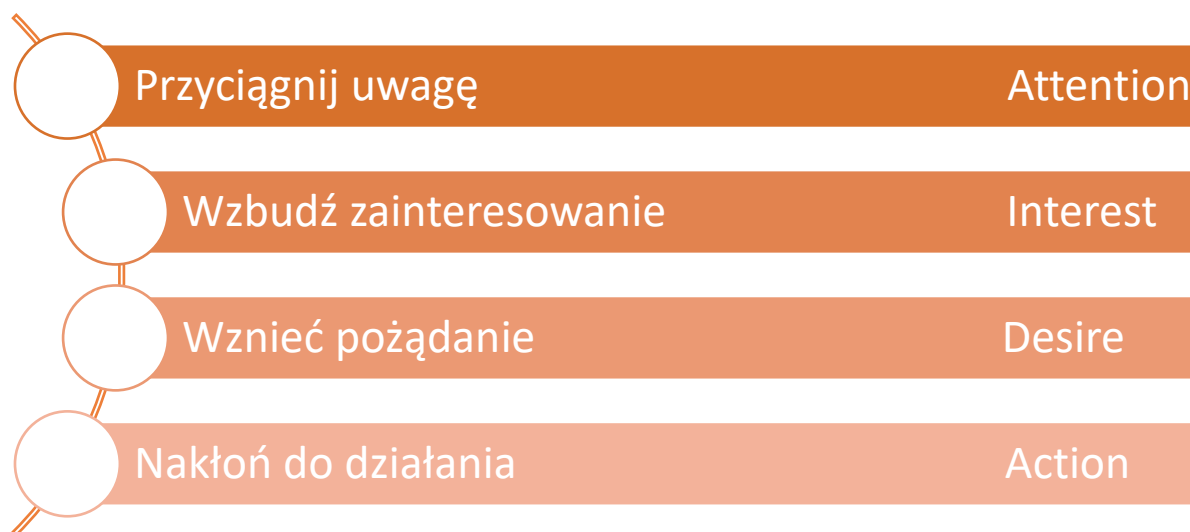 Przyciągnij uwagę Attention
Wzbudź zainteresowanie Interest
Wznieć pożądanie Desire
Nakłoń do działania Action